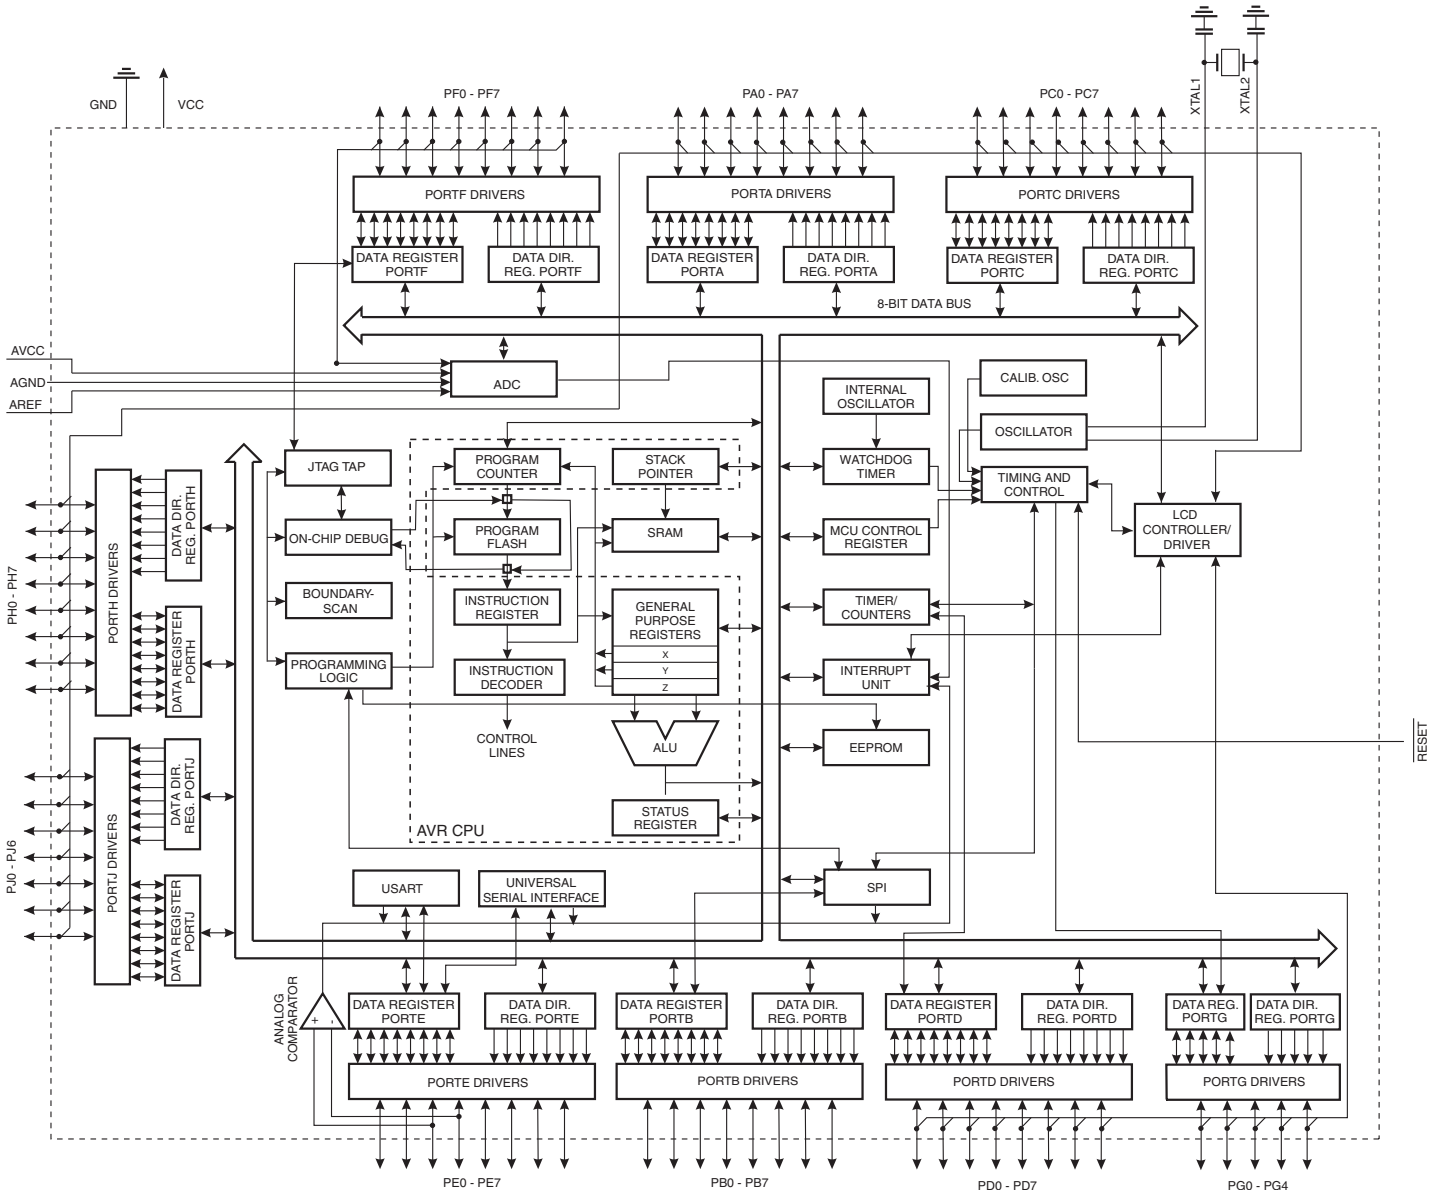 XTAL1
XTAL2
GND
VCC
PF0 - PF7
PA0 - PA7
PC0 - PC7
PORTF DRIVERS
PORTA DRIVERS
PORTC DRIVERS
DATA REGISTER
PORTF
DATA DIR.
REG. PORTF
DATA REGISTER
PORTA
DATA DIR.
REG. PORTA
DATA REGISTER
PORTC
DATA DIR.
REG. PORTC
8-BIT DATA BUS
AVCC
AGND
AREF
ADC
INTERNAL
OSCILLATOR
CALIB. OSC
OSCILLATOR
JTAG TAP
PROGRAM
COUNTER
STACK
POINTER
WATCHDOG
TIMER
TIMING AND
CONTROL
LCD
CONTROLLER/
DRIVER
ON-CHIP DEBUG
PROGRAM
FLASH
SRAM
MCU CONTROL
REGISTER
BOUNDARY-
SCAN
INSTRUCTION
REGISTER
GENERAL
PURPOSE
REGISTERS
X
Y
Z
TIMER/
COUNTERS
PROGRAMMING
LOGIC
INSTRUCTION
DECODER
INTERRUPT
UNIT
CONTROL
LINES
ALU
EEPROM
STATUS
REGISTER
AVR CPU
RESET
PH0 - PH7
PORTH DRIVERS
DATA DIR.
REG. PORTH
DATA REGISTER
PORTH
PJ0 - PJ6
PORTJ DRIVERS
DATA DIR.
REG. PORTJ
DATA REGISTER
PORTJ
USART
UNIVERSAL
SERIAL INTERFACE
SPI
ANALOG
COMPARATOR
+ -
DATA REGISTER
PORTE
DATA DIR.
REG. PORTE
DATA REGISTER
PORTB
DATA DIR.
REG. PORTB
DATA REGISTER
PORTD
DATA DIR.
REG. PORTD
DATA REG.
PORTG
DATA DIR.
REG. PORTG
PORTE DRIVERS
PORTB DRIVERS
PORTD DRIVERS
PORTG DRIVERS
PE0 - PE7
PB0 - PB7
PD0 - PD7
PG0 - PG4